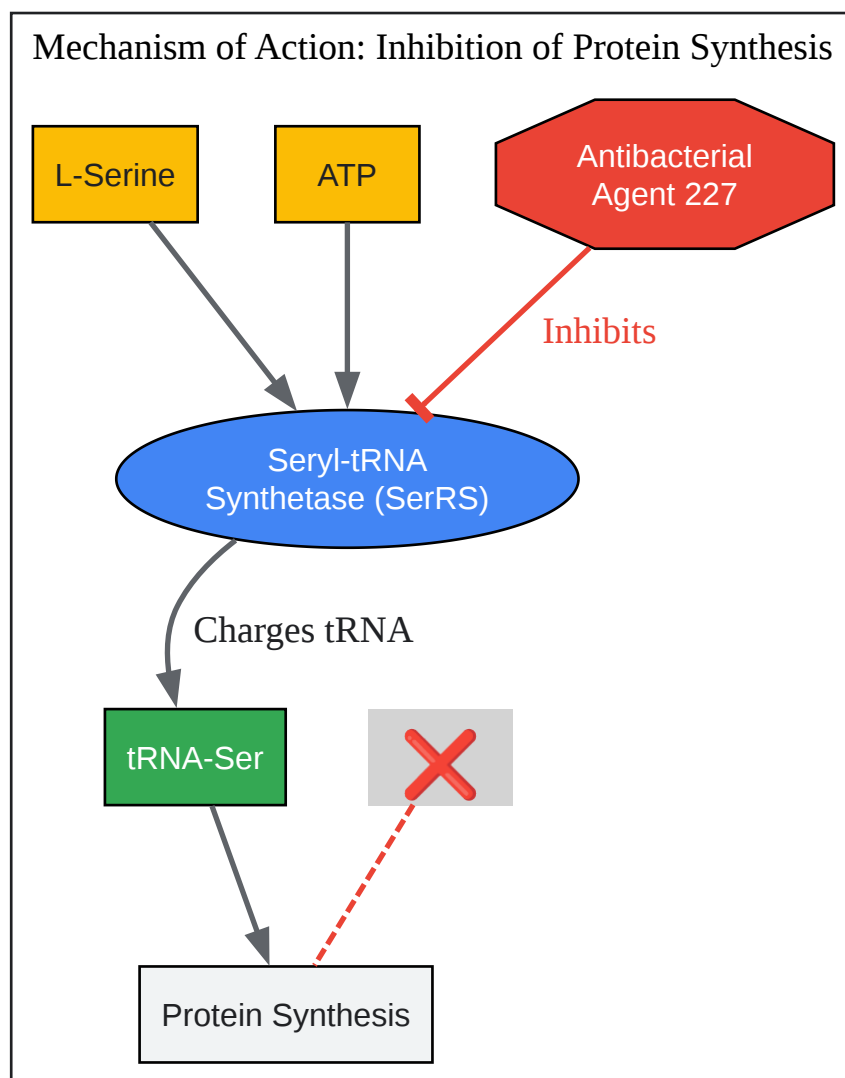 Mechanism of Action: Inhibition of Protein Synthesis
L-Serine
ATP
Antibacterial
Agent 227
Inhibits
Seryl-tRNA
Synthetase (SerRS)
Charges tRNA
tRNA-Ser
Protein Synthesis